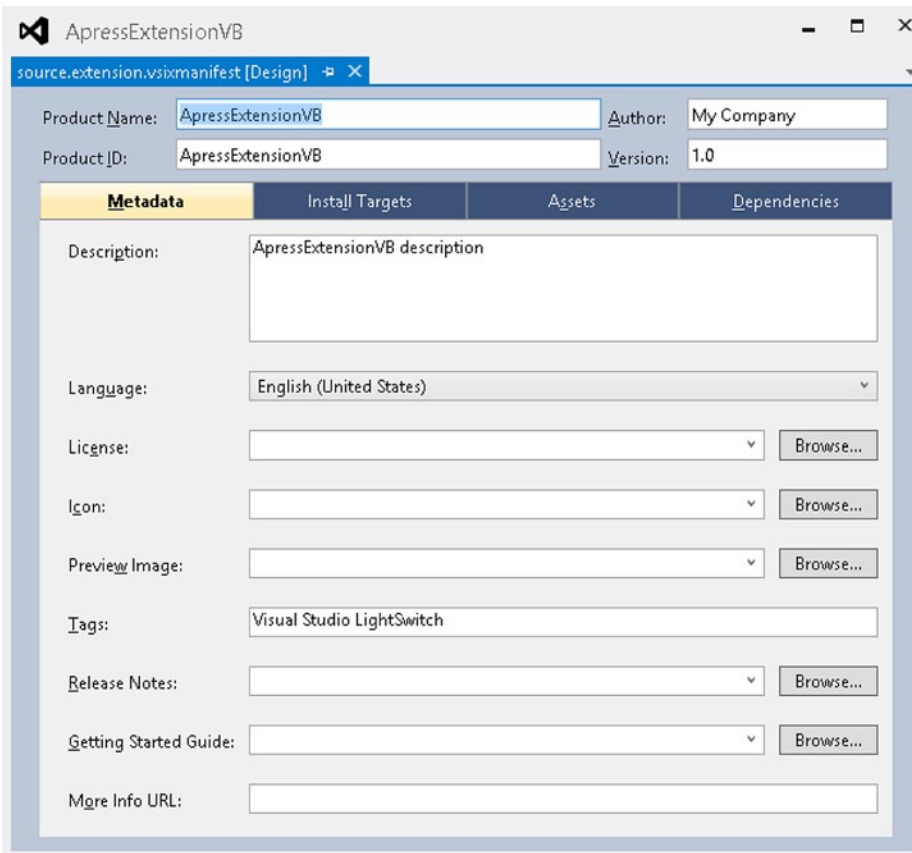 ApressExtensionVB
source.extension.vsixmanifest [Design]
Product Name: ApressExtensionVB Author: My Company
Product ID: ApressExtensionVB Version: 1.0
Metadata Install Targets Assets Dependencies
Description: ApressExtensionVB description
Language: English (United States)
License: Browse...
Icon: Browse...
Preview Image: Browse...
Tags: Visual Studio LightSwitch
Release Notes: Browse...
Getting Started Guide: Browse...
More Info URL: